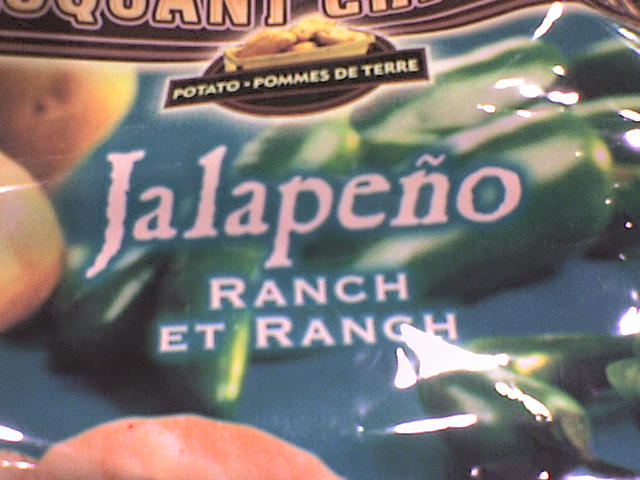 POTATO • POMMES DE TERRE
Jalapeño
RANCH
ET RANCH